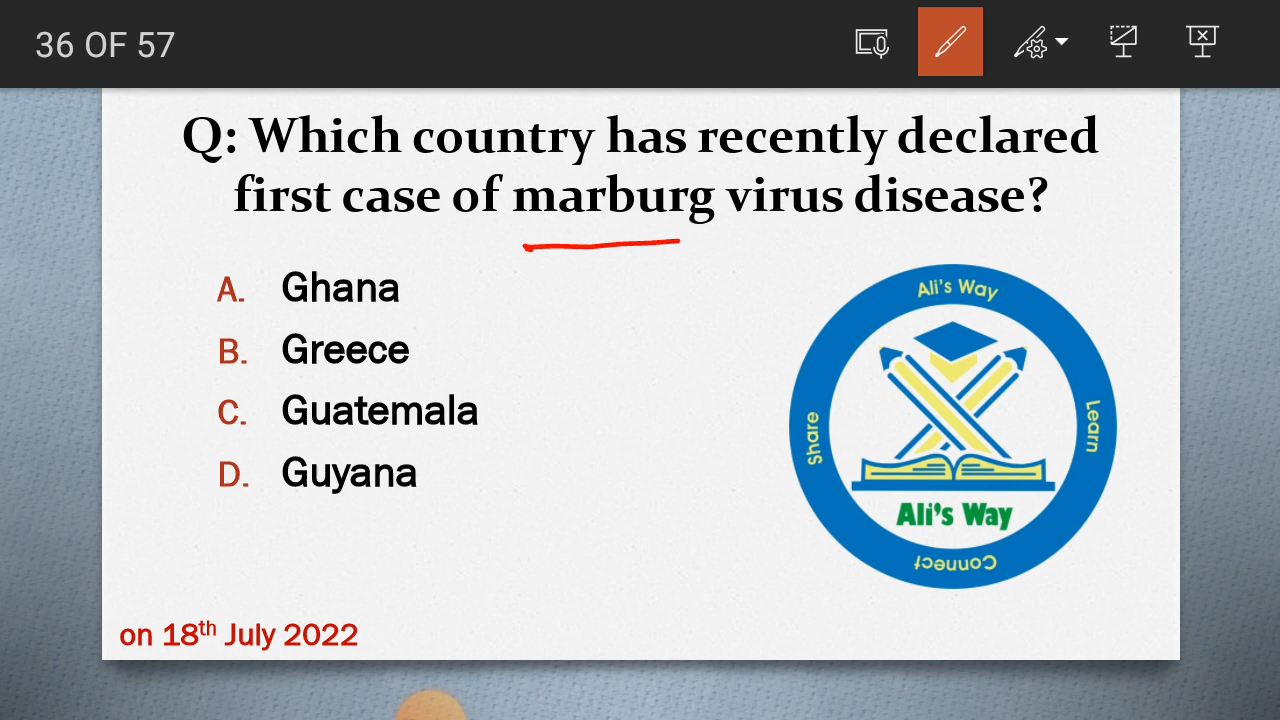 36 OF 57
Q: Which country has recently declared
first case of marburg virus disease?
A. Ghana
B. Greece
C. Guatemala
D. Guyana
Ali's Way
Share
Learn
Ali's Way
Connect
on 18th July 2022